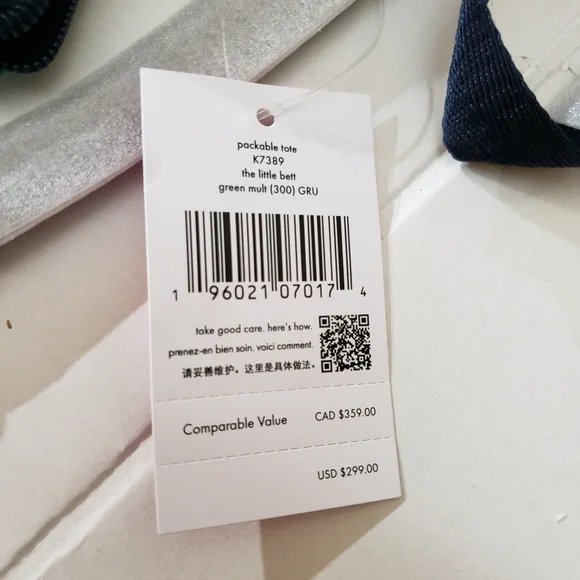 packable tote
K7389
the little bett
green mult (300) GRU
1 96021 07017 4
take good care. here's how.
prenez-en bien soin. voici comment.
请妥善维护。这里是具体做法。
Comparable Value CAD $359.00
USD $299.00